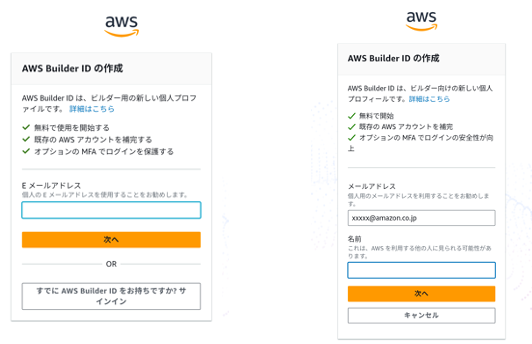 aws
AWS Builder ID の作成
AWS Builder ID は、ビルダー用の新しい個人プロフ
ァイルです。 詳細はこちら
無料で使用を開始する
既存の AWS アカウントを補完する
オプションの MFA でログインを保護する
E メールアドレス
個人の E メールアドレスを使用することをお勧めします。
次へ
OR
すでに AWS Builder ID をお持ちですか? サ
インイン
aws
AWS Builder ID の作成
AWS Builder ID は、ビルダー向けの新しい個人
プロフィールです。詳細はこちら
無料で開始
既存の AWS アカウントを補完
オプションの MFA でログインの安全性が向
上
メールアドレス
個人用のメールアドレスを利用することをお勧めしま
す。
xxxxx@amazon.co.jp
名前
これは、AWS を利用する他の人に見られる可能性があ
ります。
次へ
キャンセル